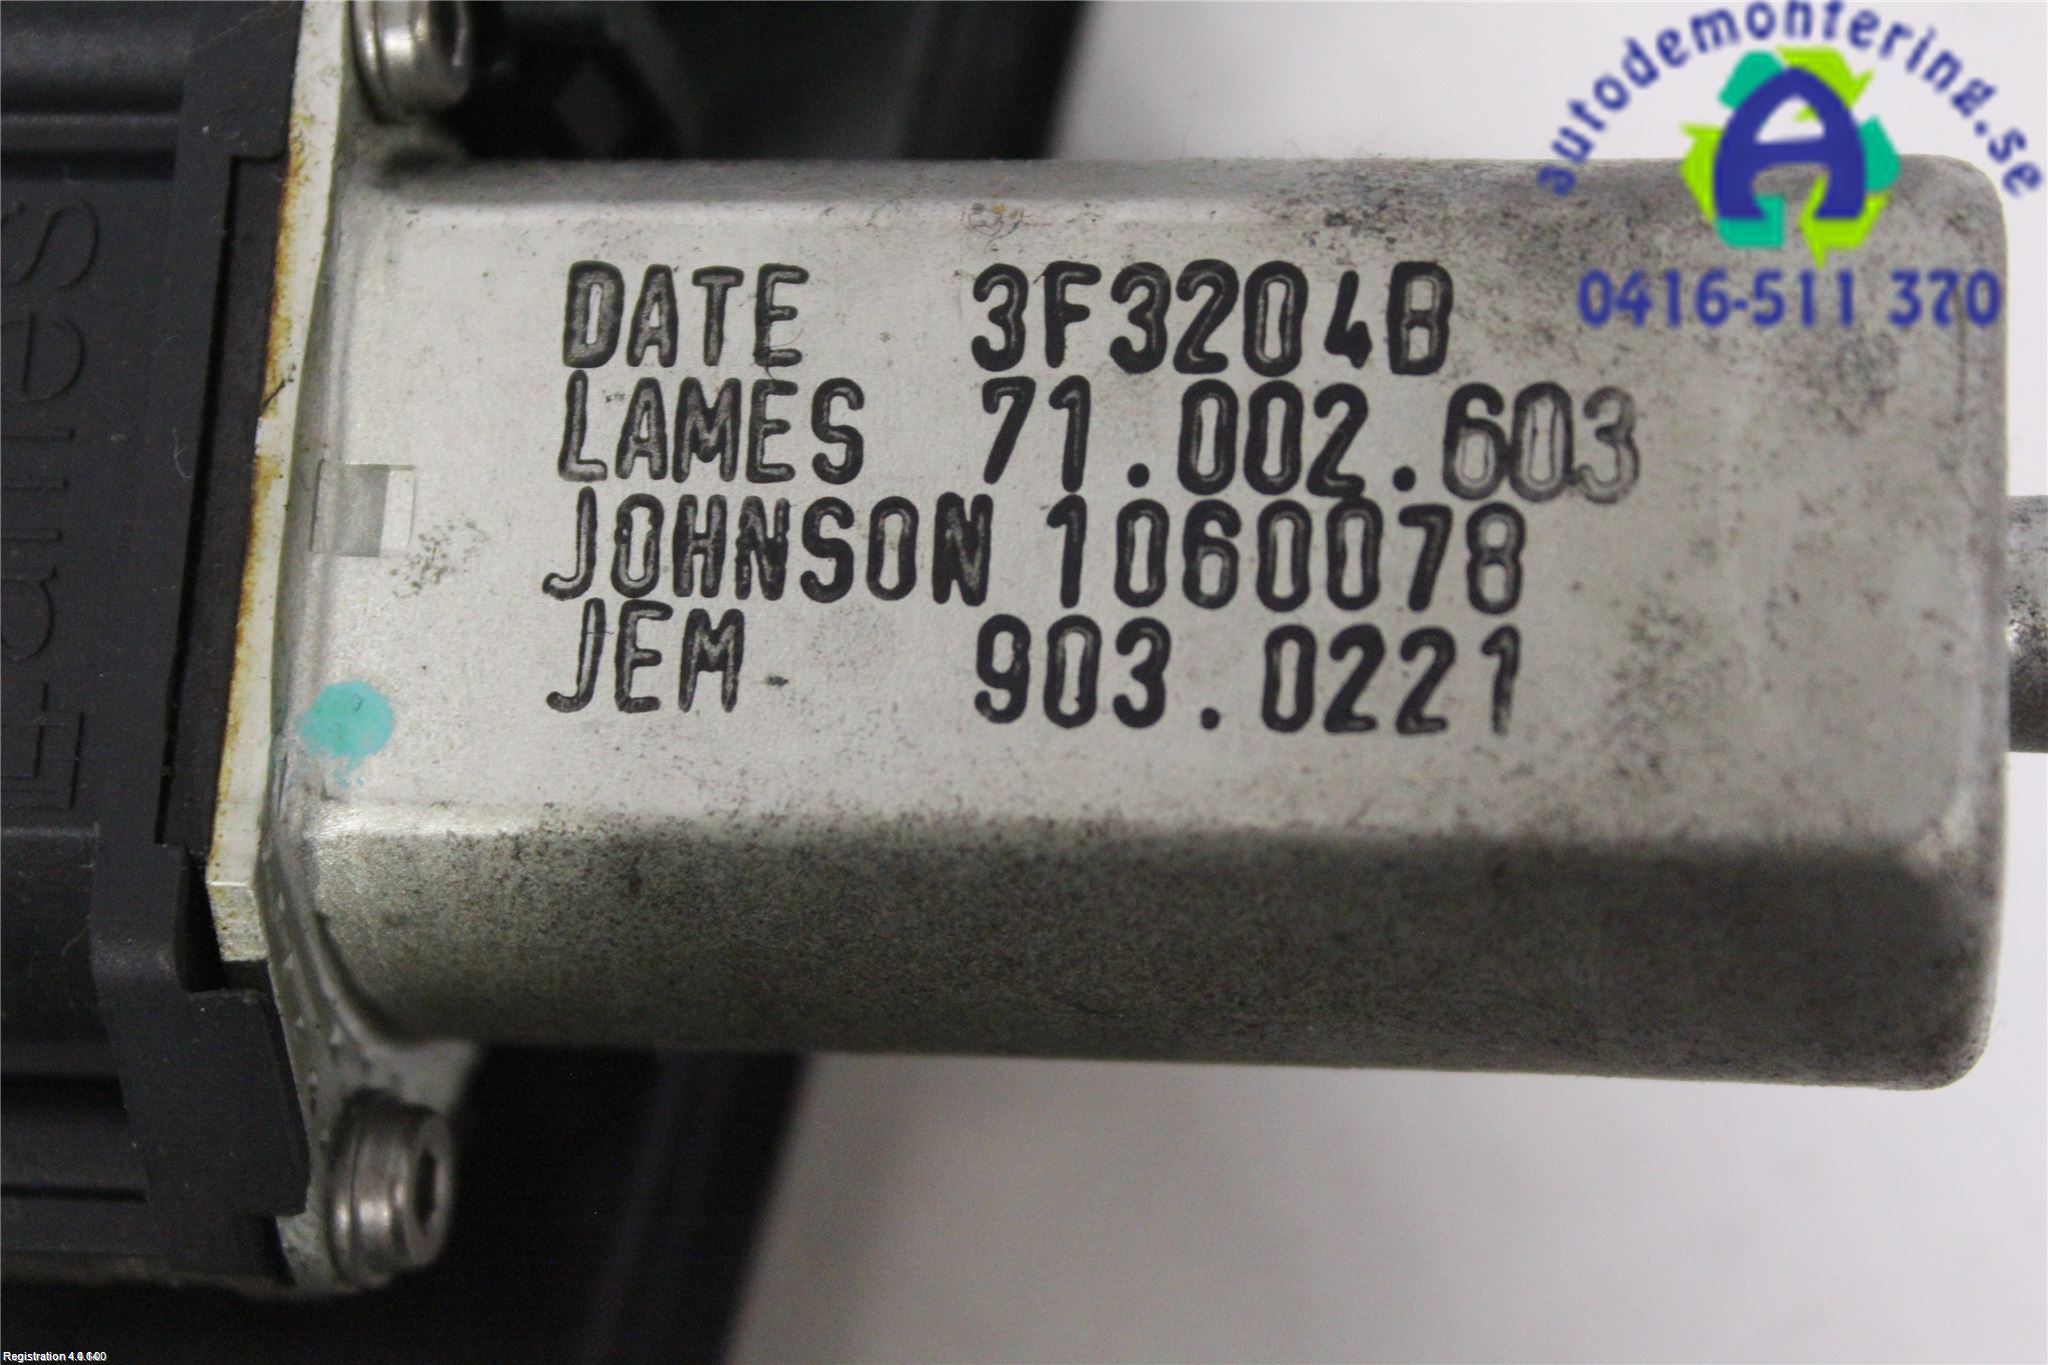 autodemontering.se
A
0416-511 370
DATE 3F3204B
LAMES 71.002.603
JOHNSON 1060078
JEM 903.0221